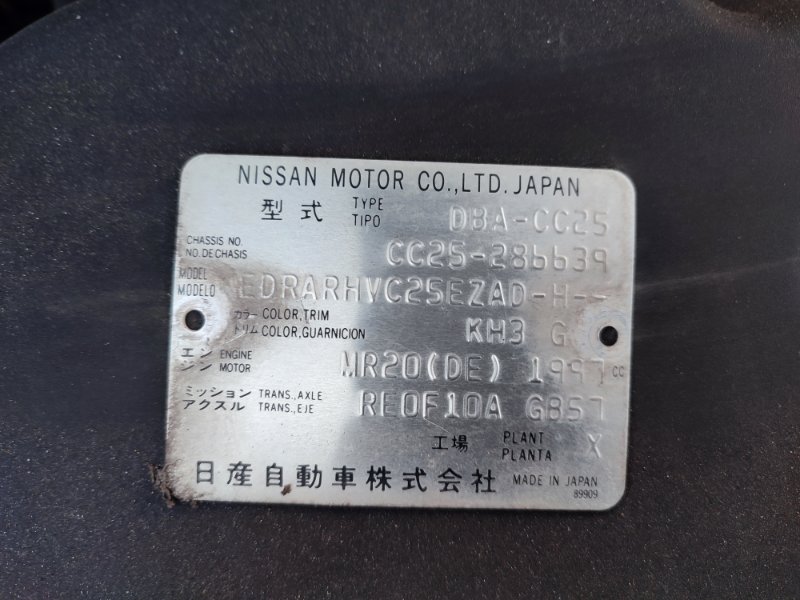 NISSAN MOTOR CO.,LTD. JAPAN
型式 TYPE TIPO DBA-CC25
CHASSIS NO. NO.DECHASIS CC25-286639
MODEL MODELO EDRARHVC25EZAD-H--
カラー COLOR,TRIM トリム COLOR,GUARNICION KH3 G
エンジン ENGINE MOTOR MR20(DE) 1997 CC
ミッション TRANS.,AXLE アクスル TRANS.,EJE RE0F10A GB57
工場 PLANT PLANTA X
日産自動車株式会社 MADE IN JAPAN
89909